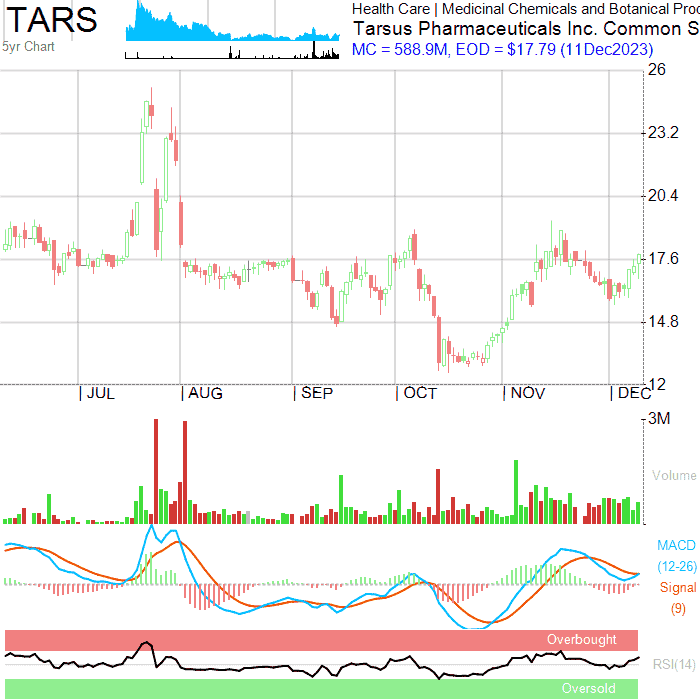 TARS
5yr Chart
Health Care | Medicinal Chemicals and Botanical Prod
Tarsus Pharmaceuticals Inc. Common S
MC = 588.9M, EOD = $17.79 (11Dec2023)
26
23.2
20.4
17.6
14.8
12
| JUL | AUG | SEP | OCT | NOV | DEC
3M
Volume
MACD
(12-26)
Signal
(9)
Overbought
RSI(14)
Oversold